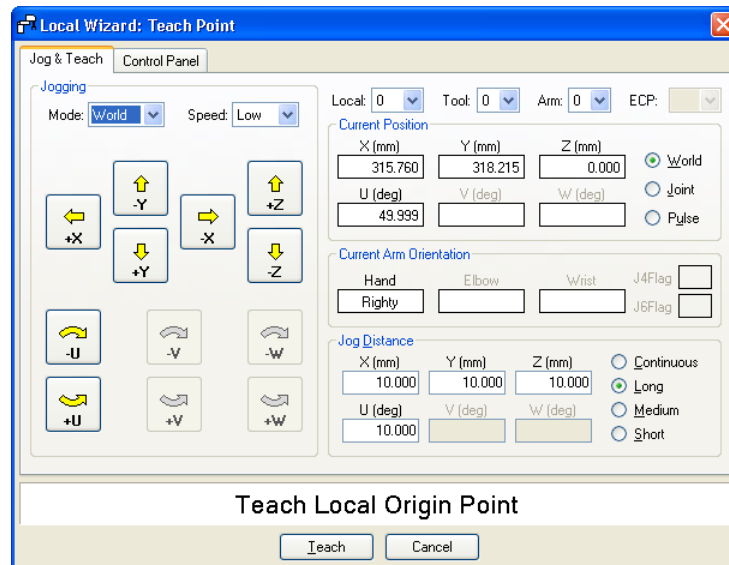 Local Wizard: Teach Point
Jog & Teach Control Panel
Jogging
Mode: World Speed: Low
Local: 0 Tool: 0 Arm: 0 ECP:
Current Position
X (mm) Y (mm) Z (mm)
315.760 318.215 0.000
World
U (deg) V (deg) W (deg)
Joint
49.999
Pulse
-Y
+Z
+X
-X
+Y
-Z
Current Arm Orientation
Hand Elbow Wrist J4Flag
Righty
J6Flag
-U -V -W
+U +V +W
Jog Distance
X (mm) Y (mm) Z (mm)
10.000 10.000 10.000
U (deg) V (deg) W (deg)
10.000
Continuous
Long
Medium
Short
Teach Local Origin Point
Teach Cancel